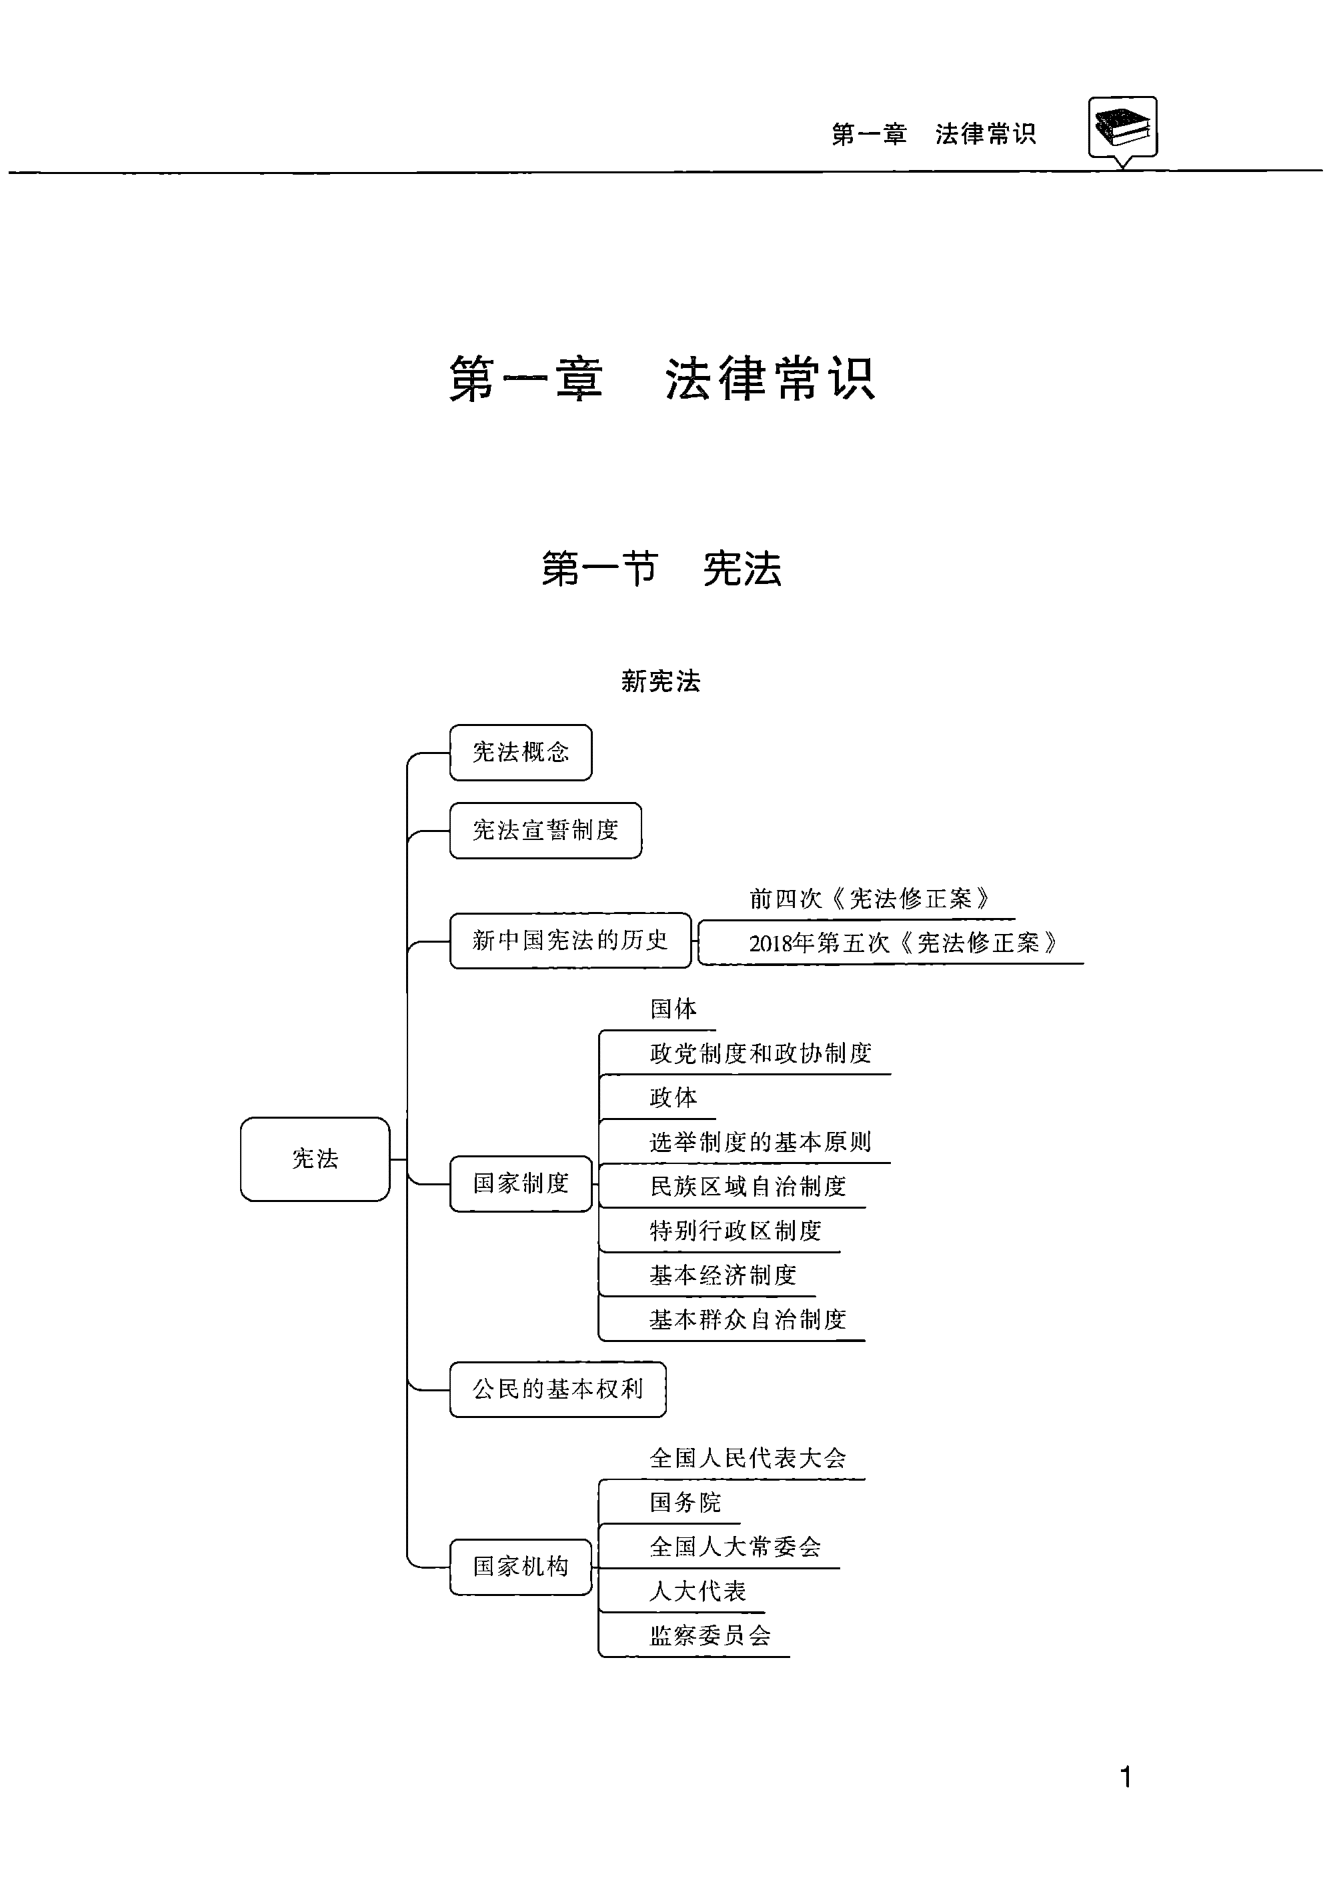 第一章 法律常识
第一章 法律常识
第一节 宪法
新宪法
宪法概念
宪法宣誓制度
前四次《宪法修正案》
新中国宪法的历史
2018年第五次《宪法修正案》
国体
政党制度和政协制度
政体
选举制度的基本原则
宪法
国家制度
民族区域自治制度
特别行政区制度
基本经济制度
基本群众自治制度
公民的基本权利
全国人民代表大会
国务院
全国人大常委会
国家机构
人大代表
监察委员会
1